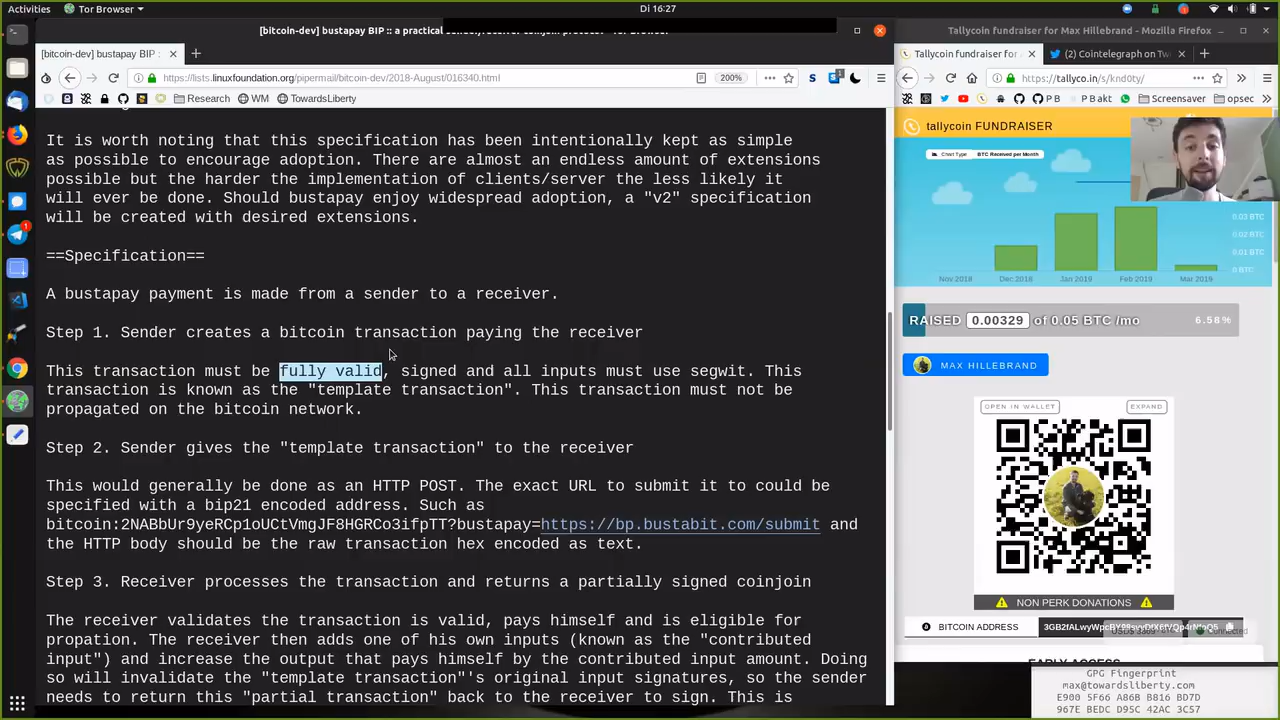 Activities
Tor Browser
Di 16:27
[bitcoin-dev] bustapay BIP :: a practical sender/receiver coinjoin protocol - Tor Browser
[bitcoin-dev] bustapay BIP :
https://lists.linuxfoundation.org/pipermail/bitcoin-dev/2018-August/016340.html
200%
Research
WM
TowardsLiberty
It is worth noting that this specification has been intentionally kept as simple
as possible to encourage adoption. There are almost an endless amount of extensions
possible but the harder the implementation of clients/server the less likely it
will ever be done. Should bustapay enjoy widespread adoption, a "v2" specification
will be created with desired extensions.
==Specification==
A bustapay payment is made from a sender to a receiver.
Step 1. Sender creates a bitcoin transaction paying the receiver
This transaction must be fully valid, signed and all inputs must use segwit. This
transaction is known as the "template transaction". This transaction must not be
propagated on the bitcoin network.
Step 2. Sender gives the "template transaction" to the receiver
This would generally be done as an HTTP POST. The exact URL to submit it to could be
specified with a bip21 encoded address. Such as
bitcoin:2NABbUr9yeRCp1oUCtVmgJF8HGRCo3ifpTT?bustapay=https://bp.bustabit.com/submit and
the HTTP body should be the raw transaction hex encoded as text.
Step 3. Receiver processes the transaction and returns a partially signed coinjoin
The receiver validates the transaction is valid, pays himself and is eligible for
propation. The receiver then adds one of his own inputs (known as the "contributed
input") and increase the output that pays himself by the contributed input amount. Doing
so will invalidate the "template transaction"'s original input signatures, so the sender
needs to return this "partial transaction" back to the receiver to sign. This is
Tallycoin fundraiser for Max Hillebrand - Mozilla Firefox
Tallycoin fundraiser for
(2) Cointelegraph on Tw
https://tallyco.in/s/knd0ty/
P B
P B akt
Screensaver
opsec
tallycoin FUNDRAISER
Chart Type
BTC Received per Month
0.03 BTC
0.02 BTC
0.01 BTC
0 BTC
Nov 2018
Dec 2018
Jan 2019
Feb 2019
Mar 2019
RAISED 0.00329 of 0.05 BTC /mo
6.58%
MAX HILLEBRAND
OPEN IN WALLET
EXPAND
NON PERK DONATIONS
BITCOIN ADDRESS
Connected
EARLY ACCESS
GPG Fingerprint
max@towardsliberty.com
E900 5F66 A86B B816 BD7D
967E BEDC D95C 42AC 3C57